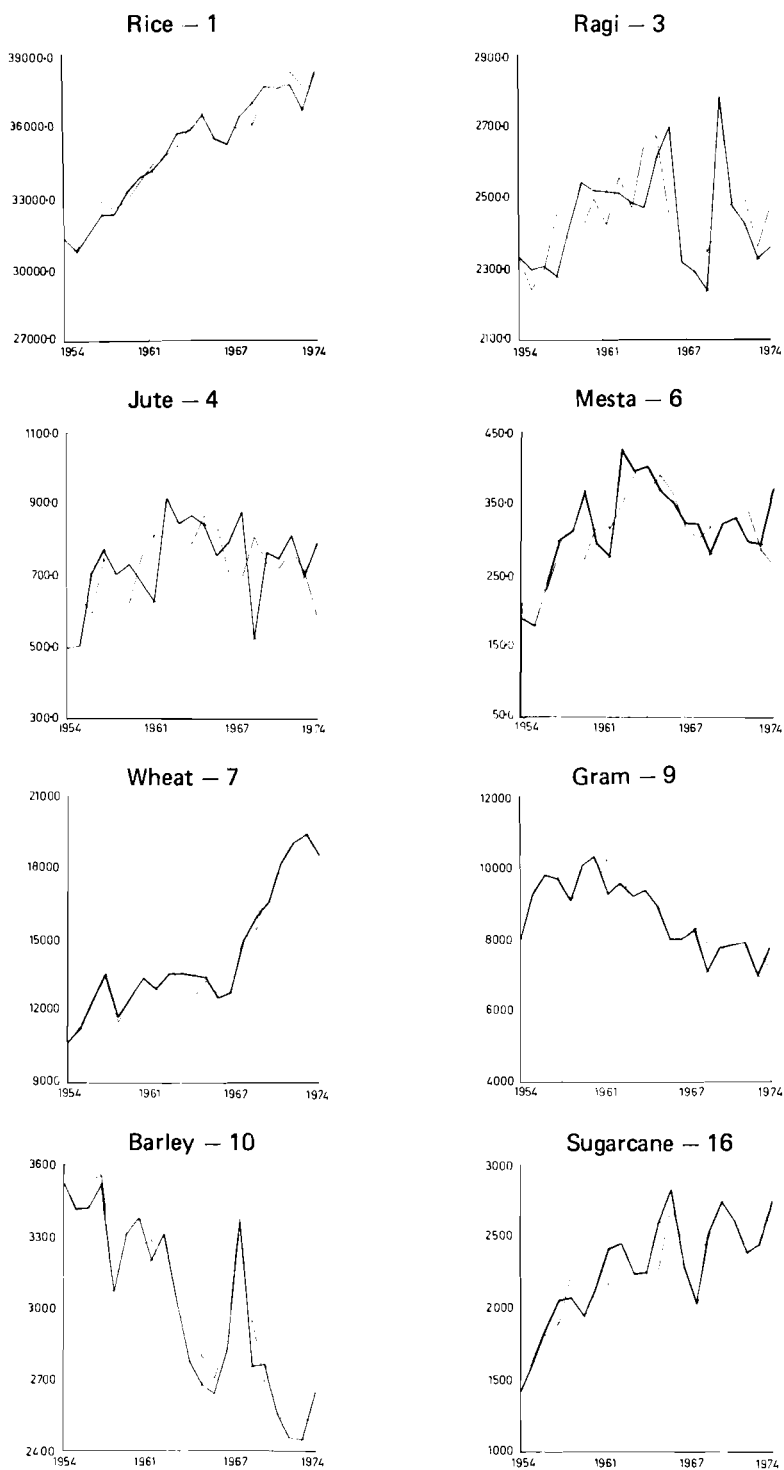 Rice – 1
39000·0
36000·0
33000·0
30000·0
27000·0
1954 1961 1967 1974
Ragi – 3
2900·0
2700·0
2500·0
2300·0
2100·0
1954 1961 1967 1974
Jute – 4
1100·0
900·0
700·0
500·0
300·0
1954 1961 1967 1974
Mesta – 6
450·0
350·0
250·0
150·0
50·0
1954 1961 1967 1974
Wheat – 7
21000
18000
15000
12000
9000
1954 1961 1967 1974
Gram – 9
12000
10000
8000
6000
4000
1954 1961 1967 1974
Barley – 10
3600
3300
3000
2700
2400
1954 1961 1967 1974
Sugarcane – 16
3000
2500
2000
1500
1000
1954 1961 1967 1974